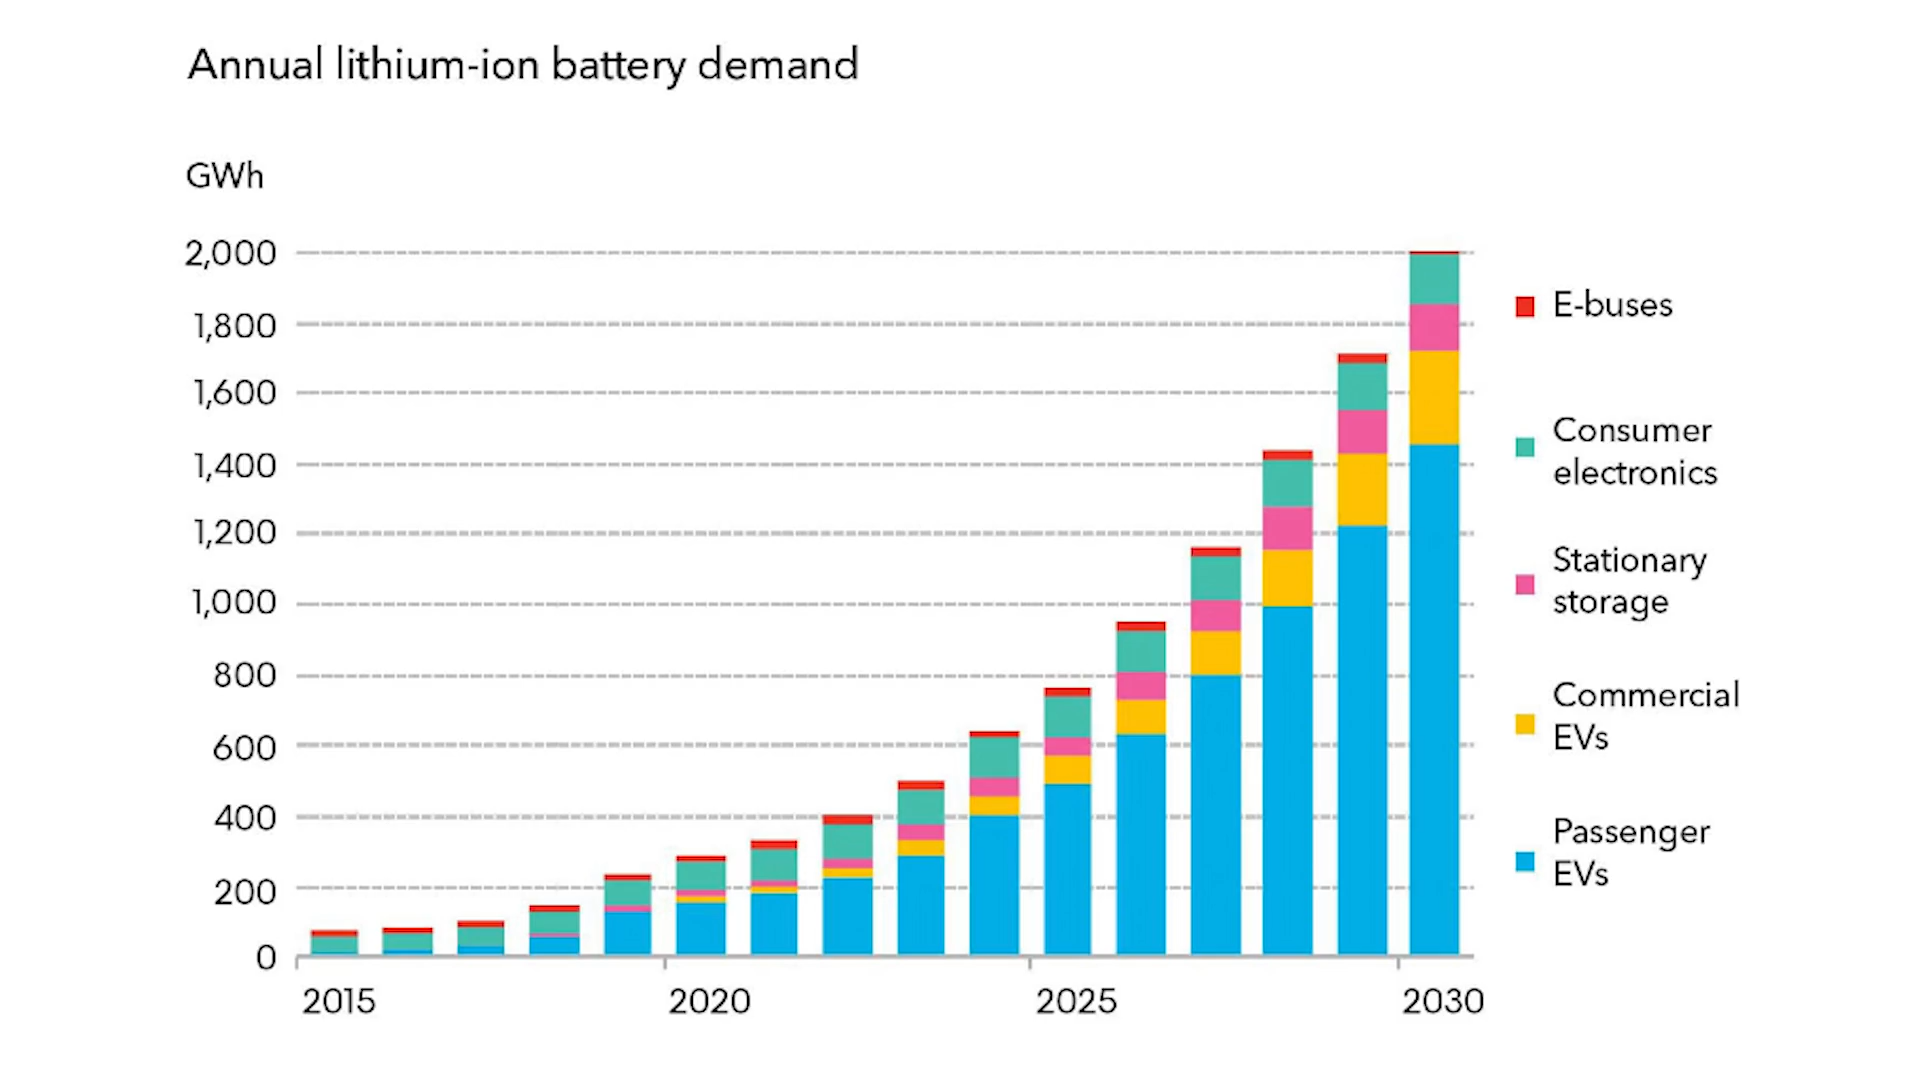 Annual lithium-ion battery demand
GWh
2,000
1,800
1,600
1,400
1,200
1,000
800
600
400
200
0
2015
2020
2025
2030
E-buses
Consumer
electronics
Stationary
storage
Commercial
EVs
Passenger
EVs